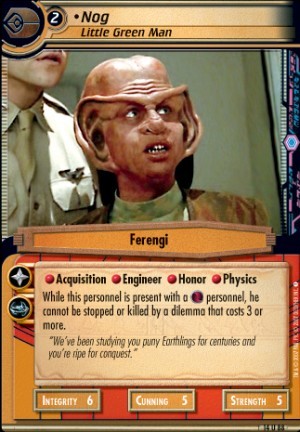 2
•Nog
Little Green Man
Ferengi
Acquisition Engineer Honor Physics
While this personnel is present with a personnel, he
cannot be stopped or killed by a dilemma that costs 3 or
more.
"We've been studying you puny Earthlings for centuries and
you're ripe for conquest."
Integrity 6 Cunning 5 Strength 5